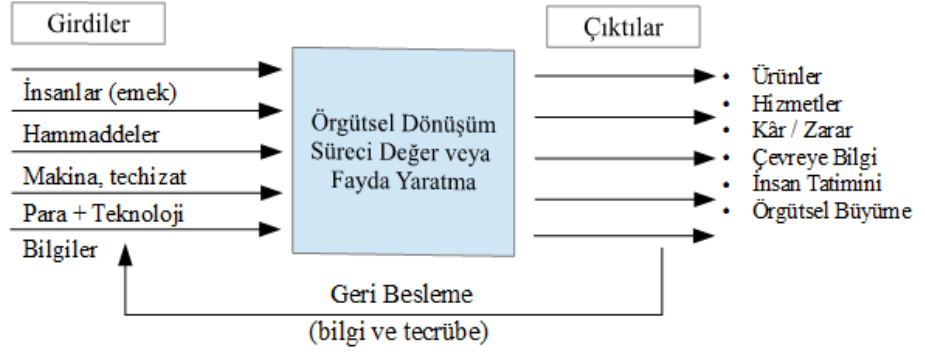 Girdiler
İnsanlar (emek)
Hammaddeler
Makina, techizat
Para + Teknoloji
Bilgiler
Örgütsel Dönüşüm
Süreci Değer veya
Fayda Yaratma
Çıktılar
• Ürünler
• Hizmetler
• Kâr / Zarar
• Çevreye Bilgi
• İnsan Tatimini
• Örgütsel Büyüme
Geri Besleme
(bilgi ve tecrübe)